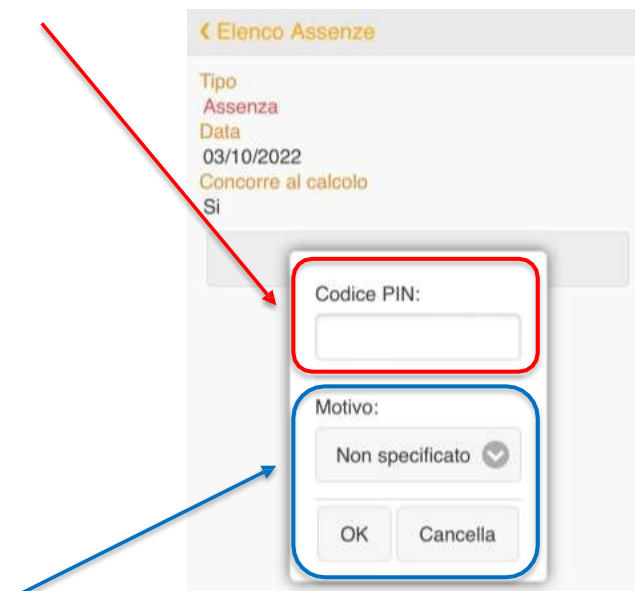 Elenco Assenze
Tipo
Assenza
Data
03/10/2022
Concorre al calcolo
Si
Codice PIN:
Motivo:
Non specificato
OK Cancella